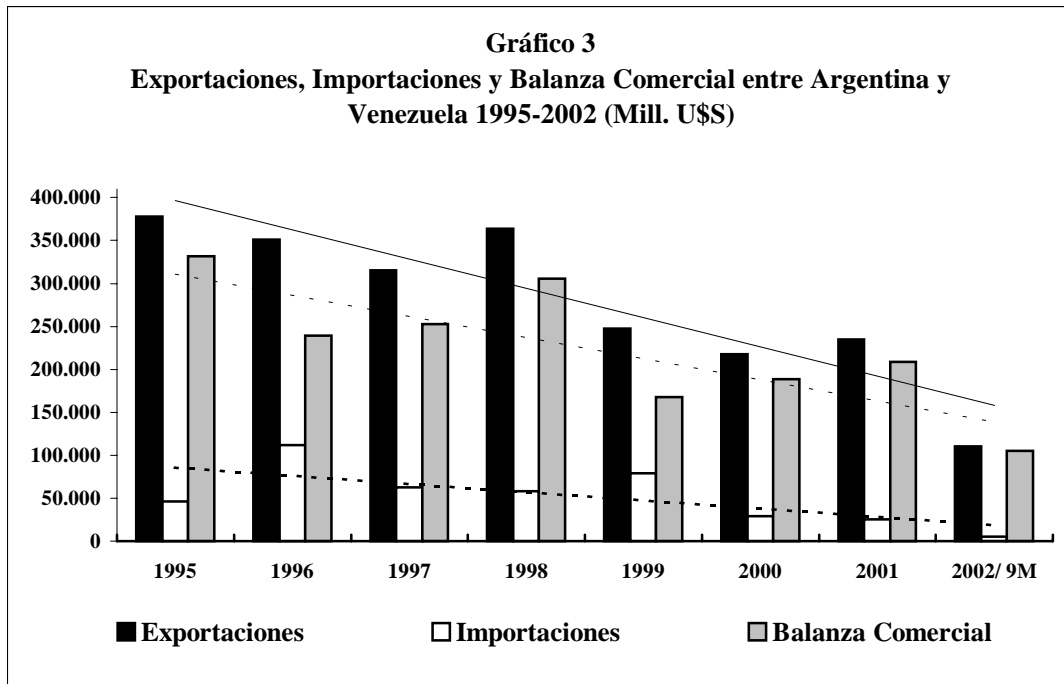 Gráfico 3
Exportaciones, Importaciones y Balanza Comercial entre Argentina y
Venezuela 1995-2002 (Mill. U$S)
400.000
350.000
300.000
250.000
200.000
150.000
100.000
50.000
0
1995 1996 1997 1998 1999 2000 2001 2002/ 9M
Exportaciones Importaciones Balanza Comercial